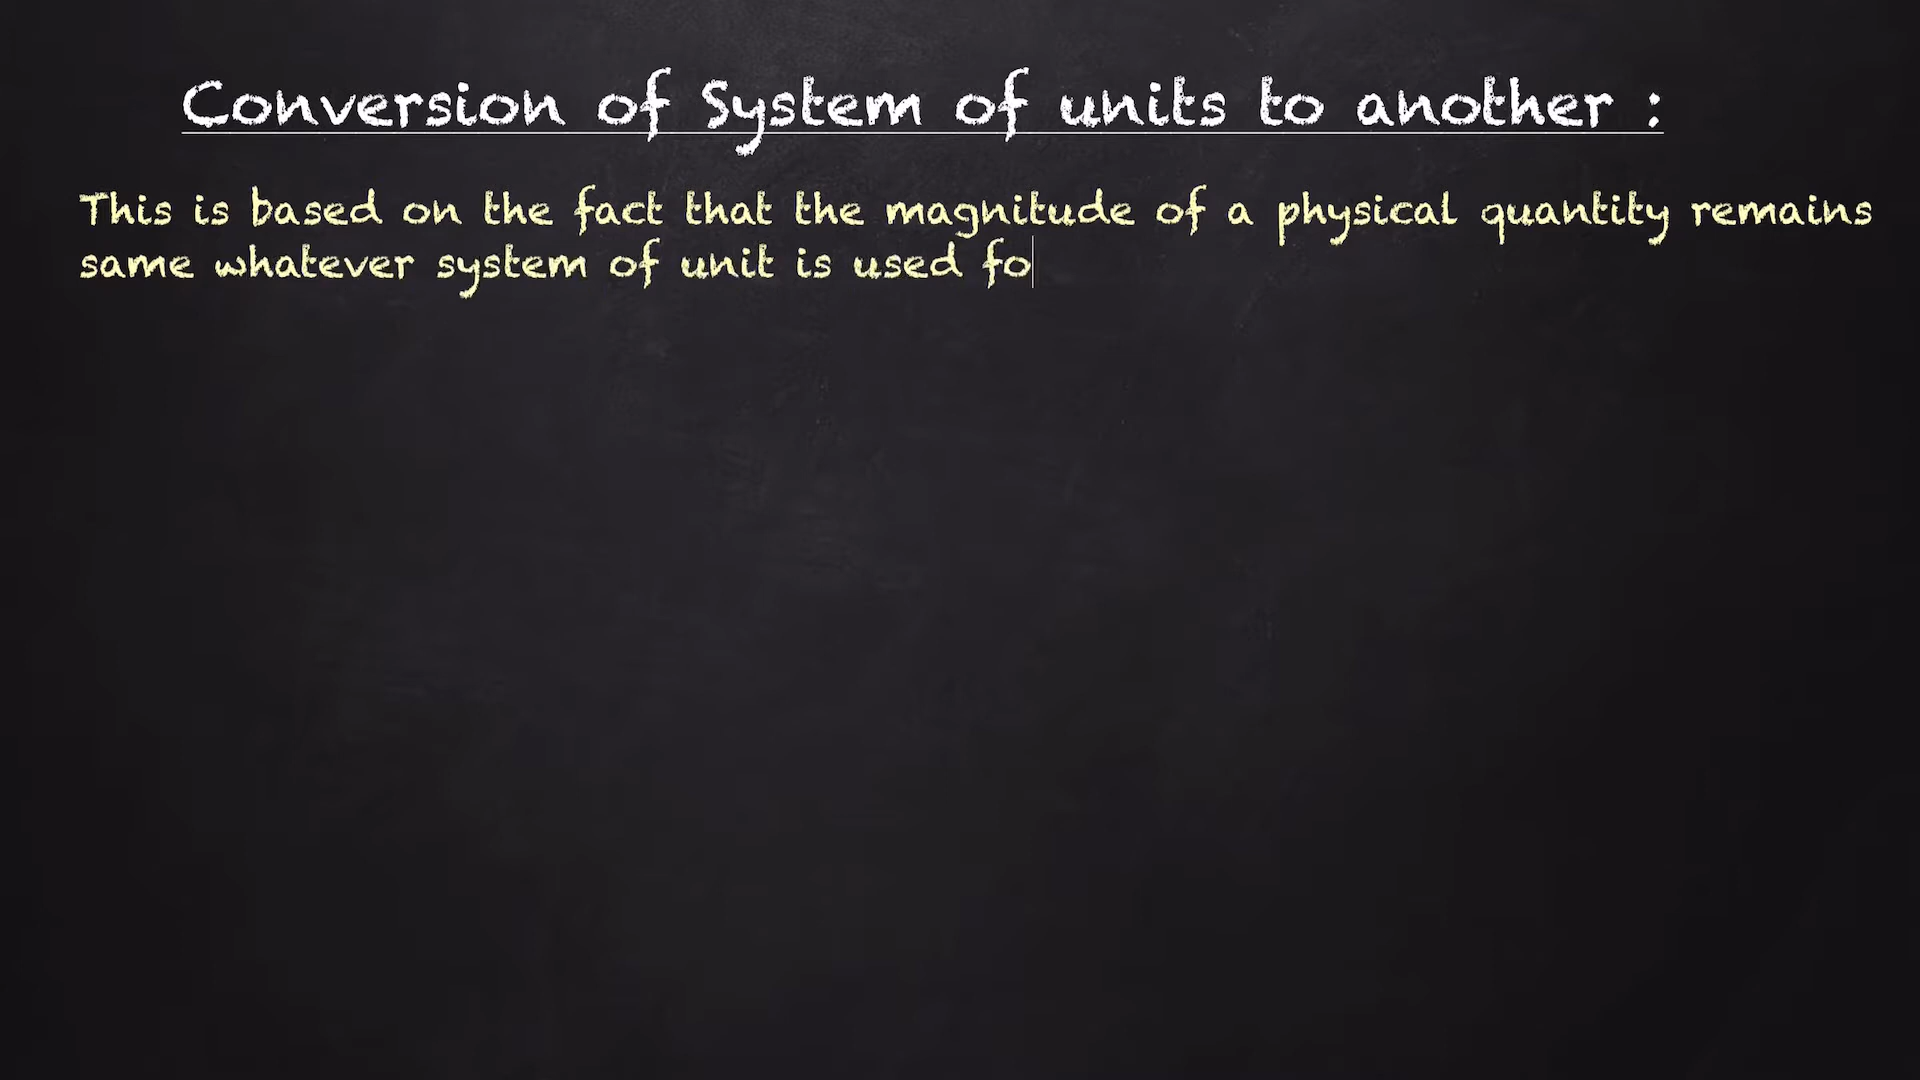 Conversion of System of units to another :
This is based on the fact that the magnitude of a physical quantity remains
same whatever system of unit is used fo